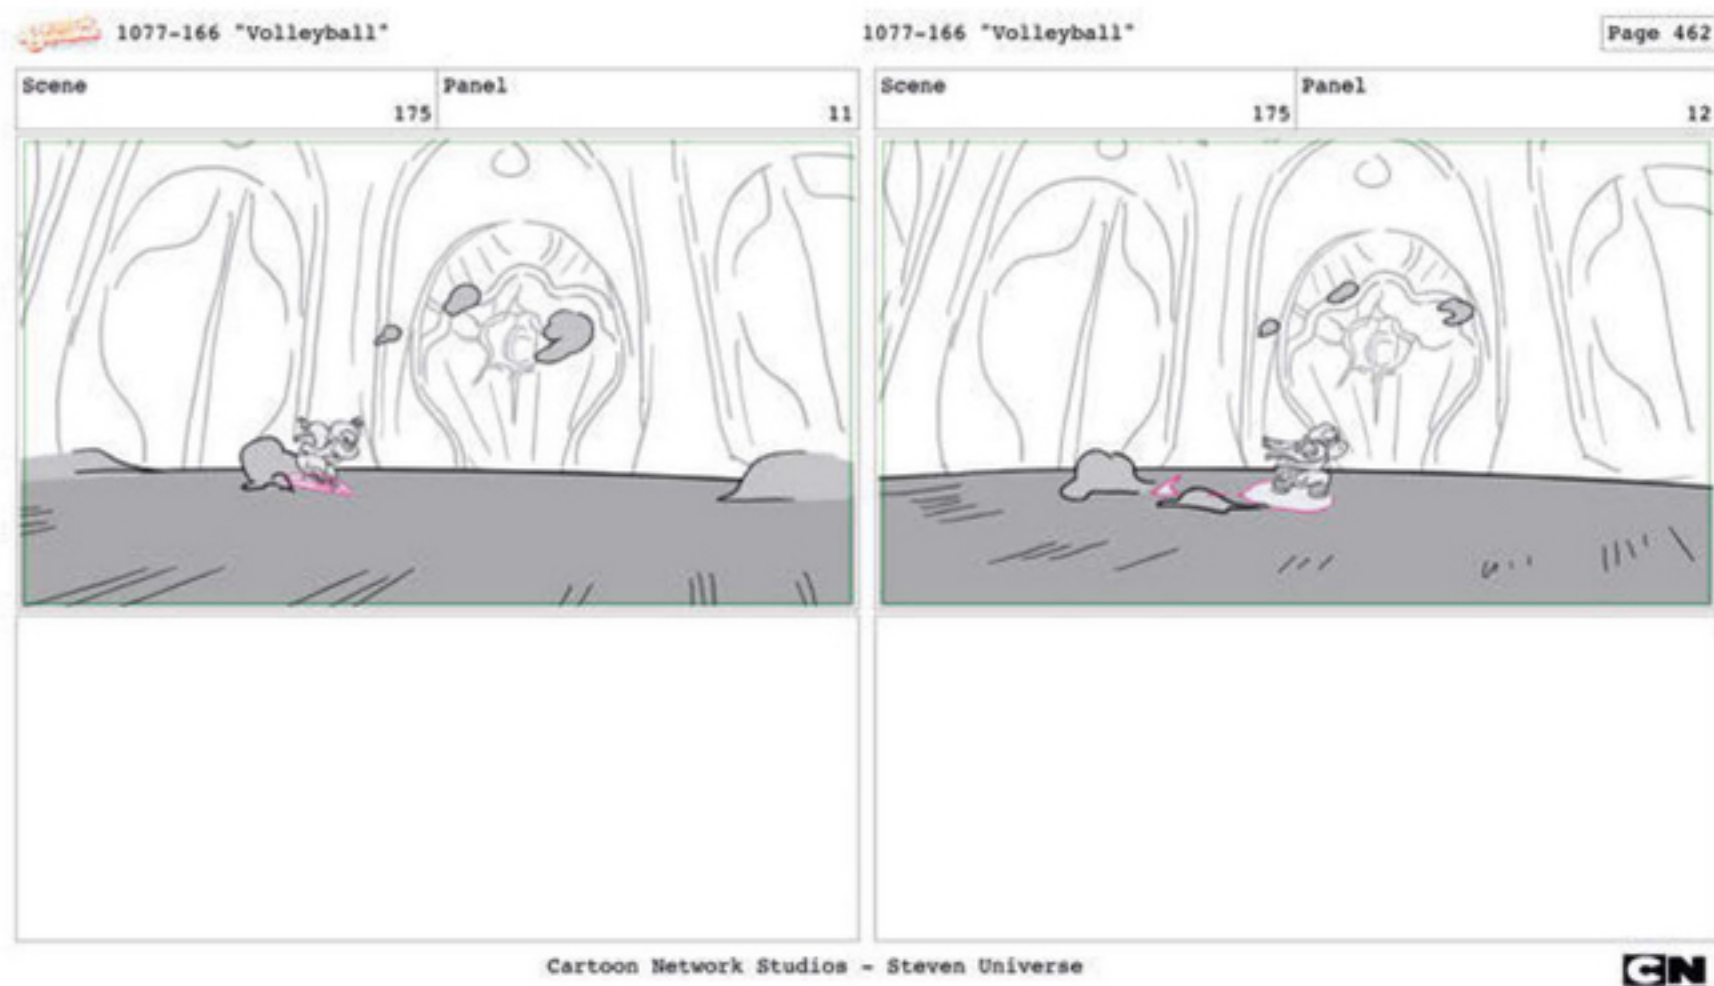 1077-166 "Volleyball"
1077-166 "Volleyball"
Page 462
Scene
175
Panel
11
Scene
175
Panel
12
Cartoon Network Studios - Steven Universe
CN